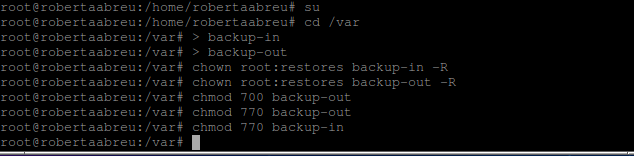 root@robertaabreu:/home/robertaabreu# su
root@robertaabreu:/home/robertaabreu# cd /var
root@robertaabreu:/var# > backup-in
root@robertaabreu:/var# > backup-out
root@robertaabreu:/var# chown root:restores backup-in -R
root@robertaabreu:/var# chown root:restores backup-out -R
root@robertaabreu:/var# chmod 700 backup-out
root@robertaabreu:/var# chmod 770 backup-out
root@robertaabreu:/var# chmod 770 backup-in
root@robertaabreu:/var#